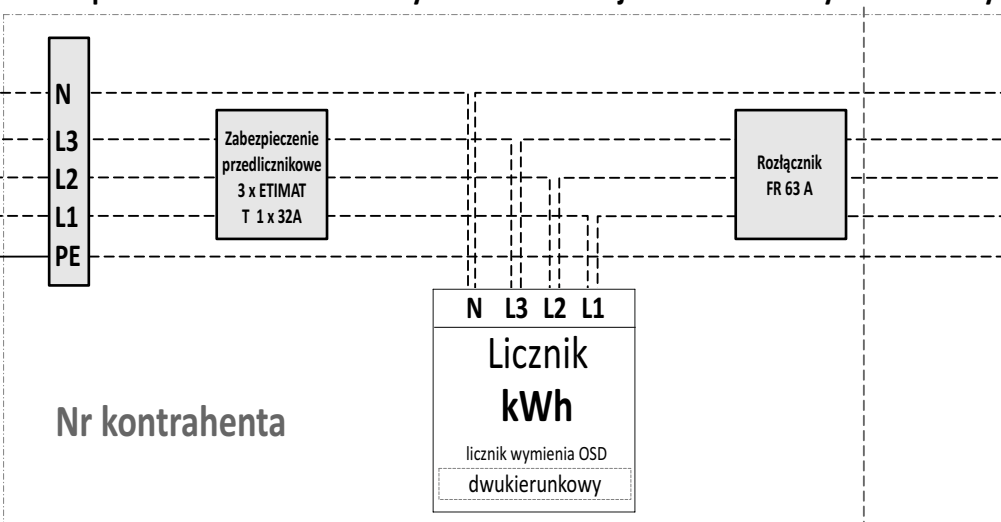 N
L3
L2
L1
PE
Zabezpieczenie
przedlicznikowe
3 x ETIMAT
T 1 x 32A
Rozłącznik
FR 63 A
N L3 L2 L1
Licznik
kWh
licznik wymienia OSD
dwukierunkowy
Nr kontrahenta